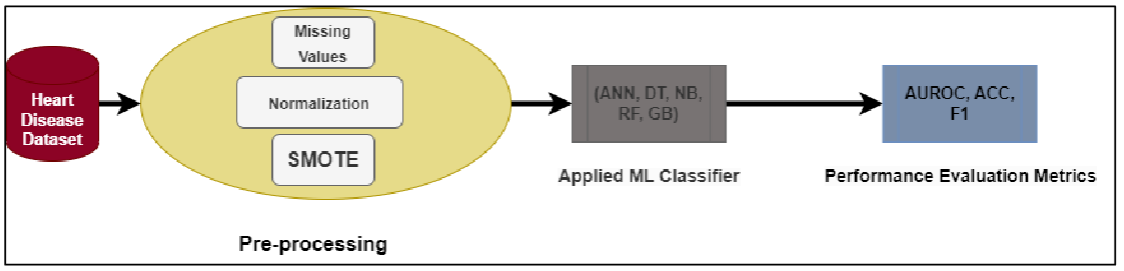 Missing
Values
Heart
Disease
Dataset
Normalization
SMOTE
Pre-processing
(ANN, DT, NB,
RF, GB)
Applied ML Classifier
AUROC, ACC,
F1
Performance Evaluation Metrics